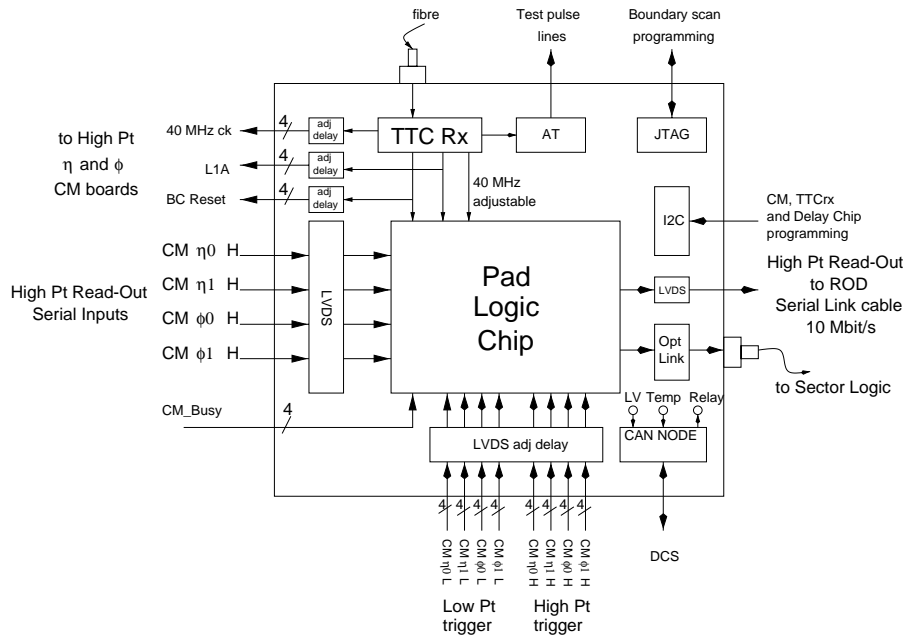 fibre
Test pulse
lines
Boundary scan
programming
to High Pt
η and ϕ
CM boards
40 MHz ck
4
adj
delay
TTC Rx
AT
JTAG
L1A
4
adj
delay
BC Reset
4
adj
delay
40 MHz
adjustable
I2C
CM, TTCrx
and Delay Chip
programming
High Pt Read-Out
Serial Inputs
CM η0 H
CM η1 H
CM ϕ0 H
CM ϕ1 H
LVDS
Pad
Logic
Chip
LVDS
High Pt Read-Out
to ROD
Serial Link cable
10 Mbit/s
Opt
Link
to Sector Logic
CM_Busy
4
LV Temp Relay
CAN NODE
LVDS adj delay
4 4 4 4 4 4 4 4
CM η0 L
CM η1 L
CM ϕ0 L
CM ϕ1 L
CM η0 H
CM η1 H
CM ϕ0 H
CM ϕ1 H
DCS
Low Pt
trigger
High Pt
trigger